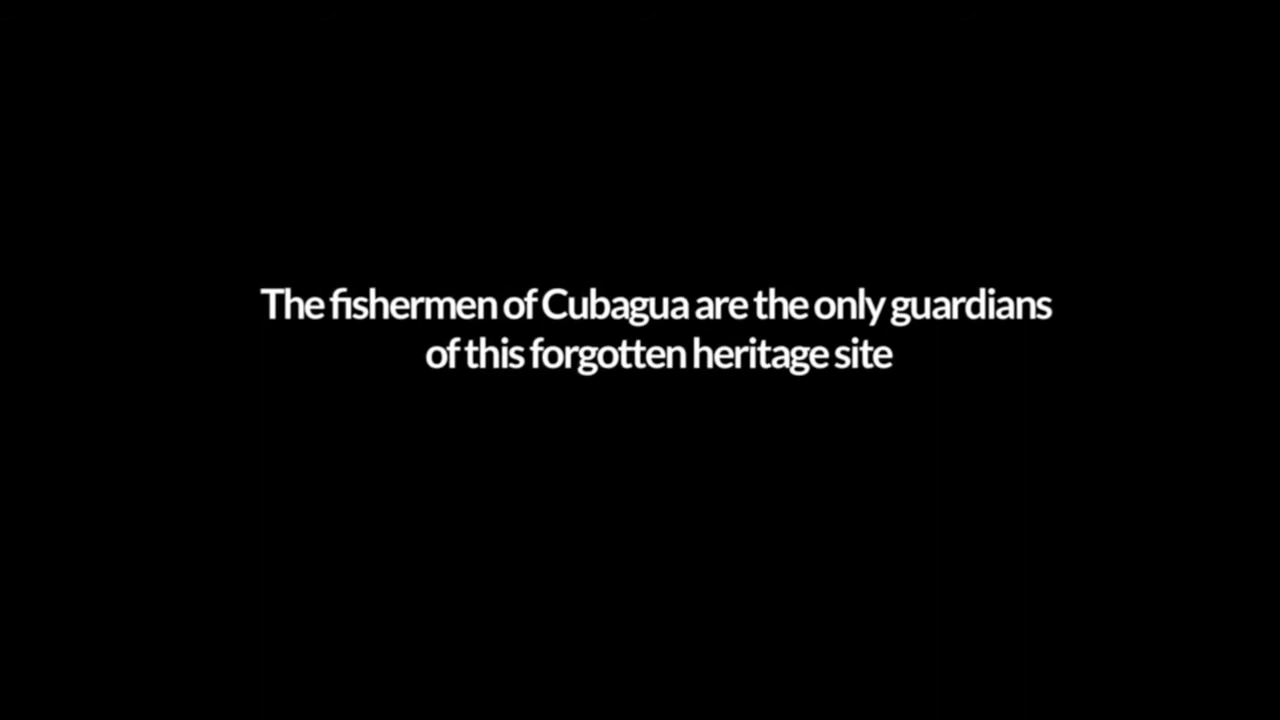 The fishermen of Cubagua are the only guardians
of this forgotten heritage site